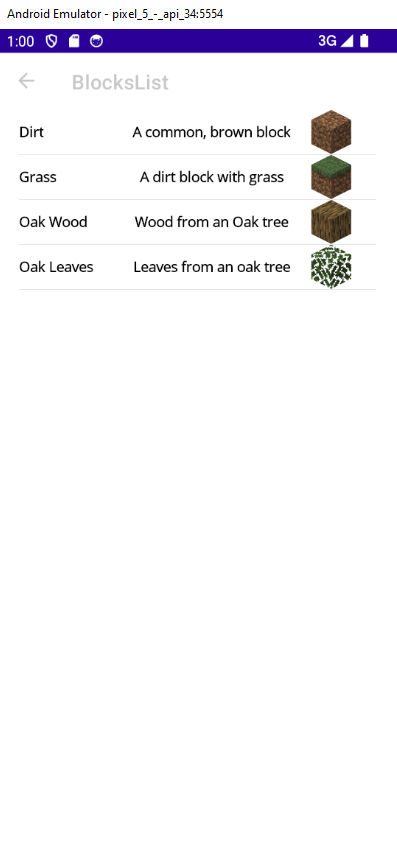 Android Emulator - pixel_5_-_api_34:5554
1:00 3G
BlocksList
Dirt A common, brown block
Grass A dirt block with grass
Oak Wood Wood from an Oak tree
Oak Leaves Leaves from an oak tree